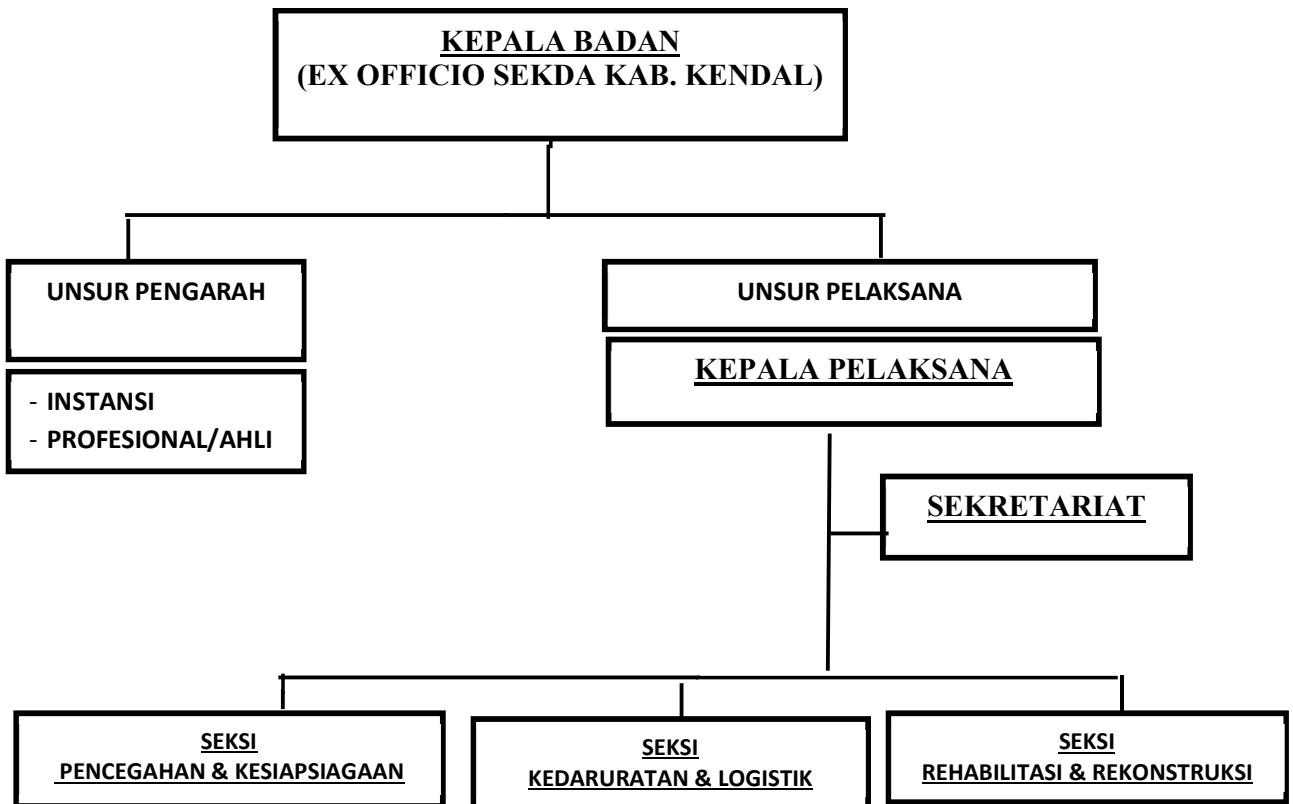 KEPALA BADAN
(EX OFFICIO SEKDA KAB. KENDAL)
UNSUR PENGARAH
- INSTANSI
- PROFESIONAL/AHLI
UNSUR PELAKSANA
KEPALA PELAKSANA
SEKRETARIAT
SEKSI
PENCEGAHAN & KESIAPSIAGAAN
SEKSI
KEDARURATAN & LOGISTIK
SEKSI
REHABILITASI & REKONSTRUKSI